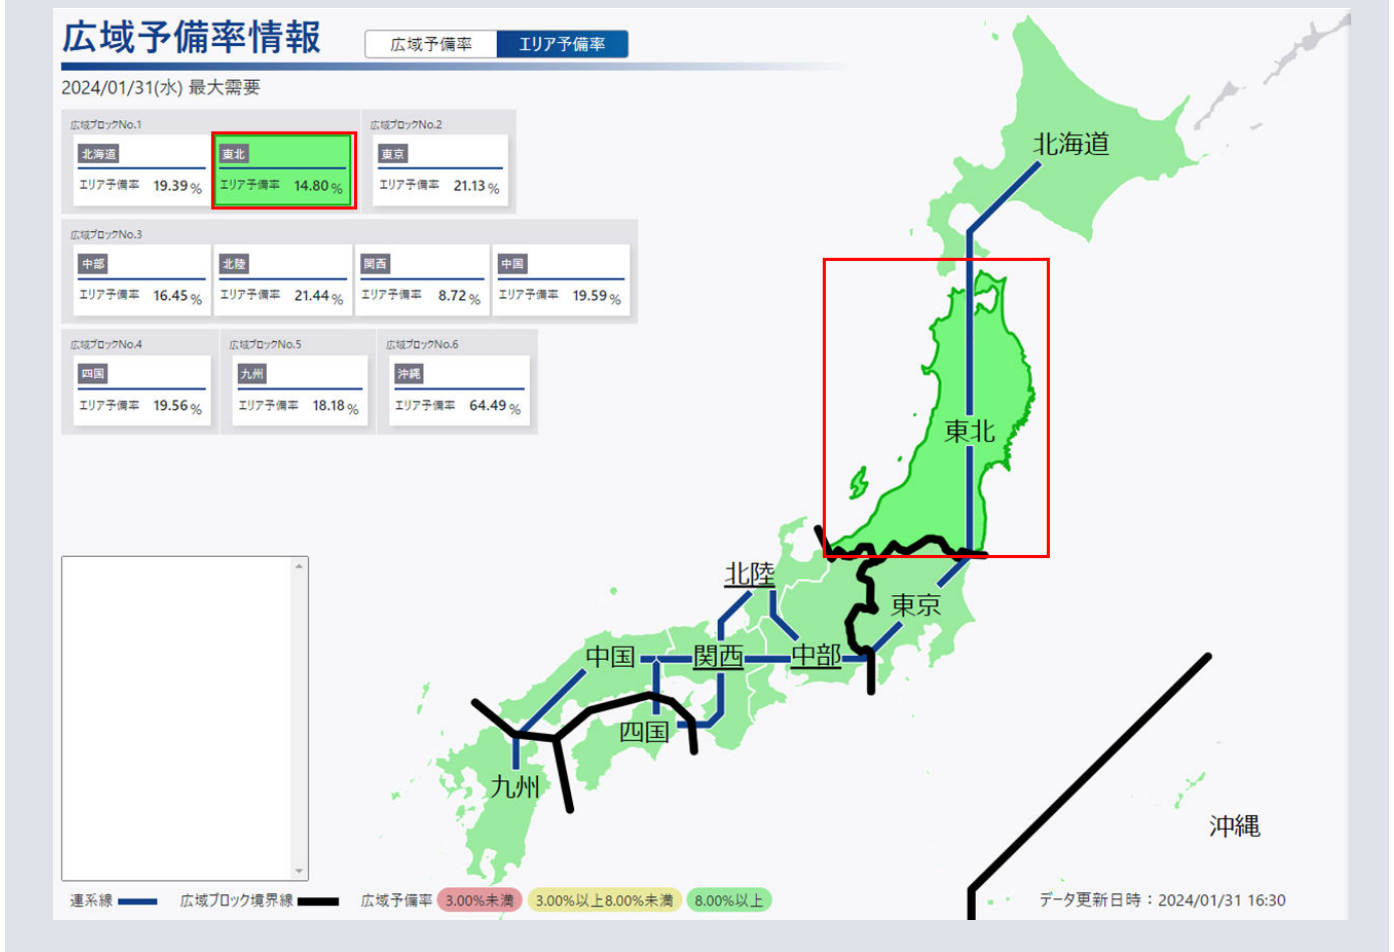 広域予備率情報
広域予備率 エリア予備率
2024/01/31(水) 最大需要
広域ブロックNo.1 広域ブロックNo.2
北海道 東北 東京
エリア予備率 19.39 % エリア予備率 14.80 % エリア予備率 21.13 %
広域ブロックNo.3
中部 北陸 関西 中国
エリア予備率 16.45 % エリア予備率 21.44 % エリア予備率 8.72 % エリア予備率 19.59 %
広域ブロックNo.4 広域ブロックNo.5 広域ブロックNo.6
四国 九州 沖縄
エリア予備率 19.56 % エリア予備率 18.18 % エリア予備率 64.49 %
北海道
東北
北陸
東京
中国 関西 中部
四国
九州
沖縄
連系線 広域ブロック境界線 広域予備率 3.00%未満 3.00%以上8.00%未満 8.00%以上 データ更新日時:2024/01/31 16:30